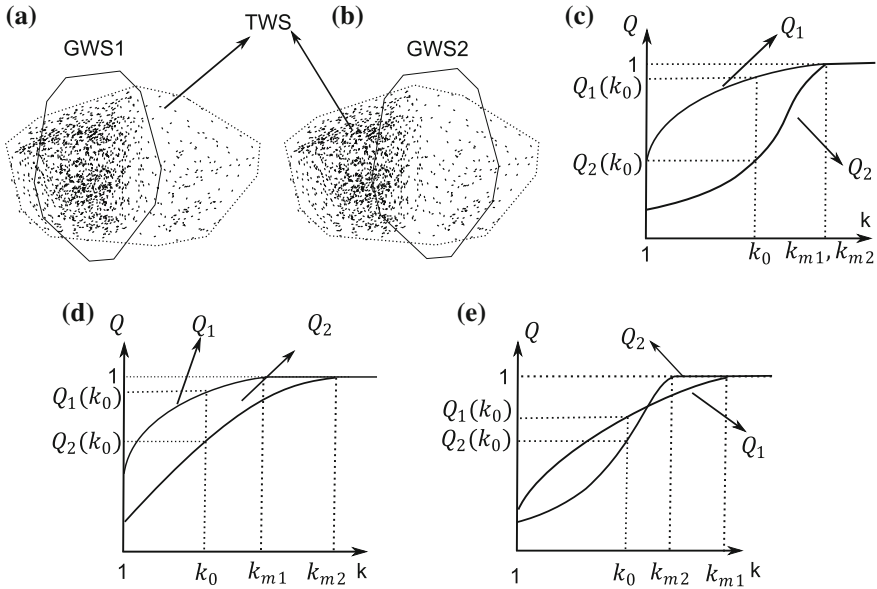 (a)
TWS
(b)
GWS1
GWS2
(c)
Q
Q₁
1
Q₁(k₀)
Q₂(k₀)
Q₂
k
1
k₀
kₘ₁, kₘ₂
(d)
Q
Q₁
Q₂
1
Q₁(k₀)
Q₂(k₀)
1
k₀
kₘ₁
kₘ₂
k
(e)
Q
Q₂
1
Q₁(k₀)
Q₂(k₀)
Q₁
1
k₀
kₘ₂
kₘ₁
k